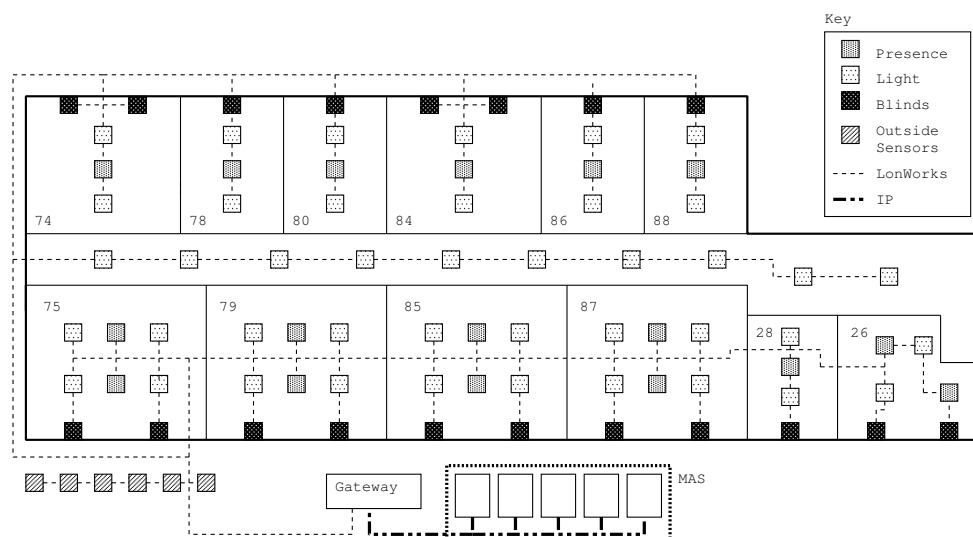 Key
Presence
Light
Blinds
Outside
Sensors
LonWorks
IP
74
78
80
84
86
88
75
79
85
87
28
26
Gateway
MAS